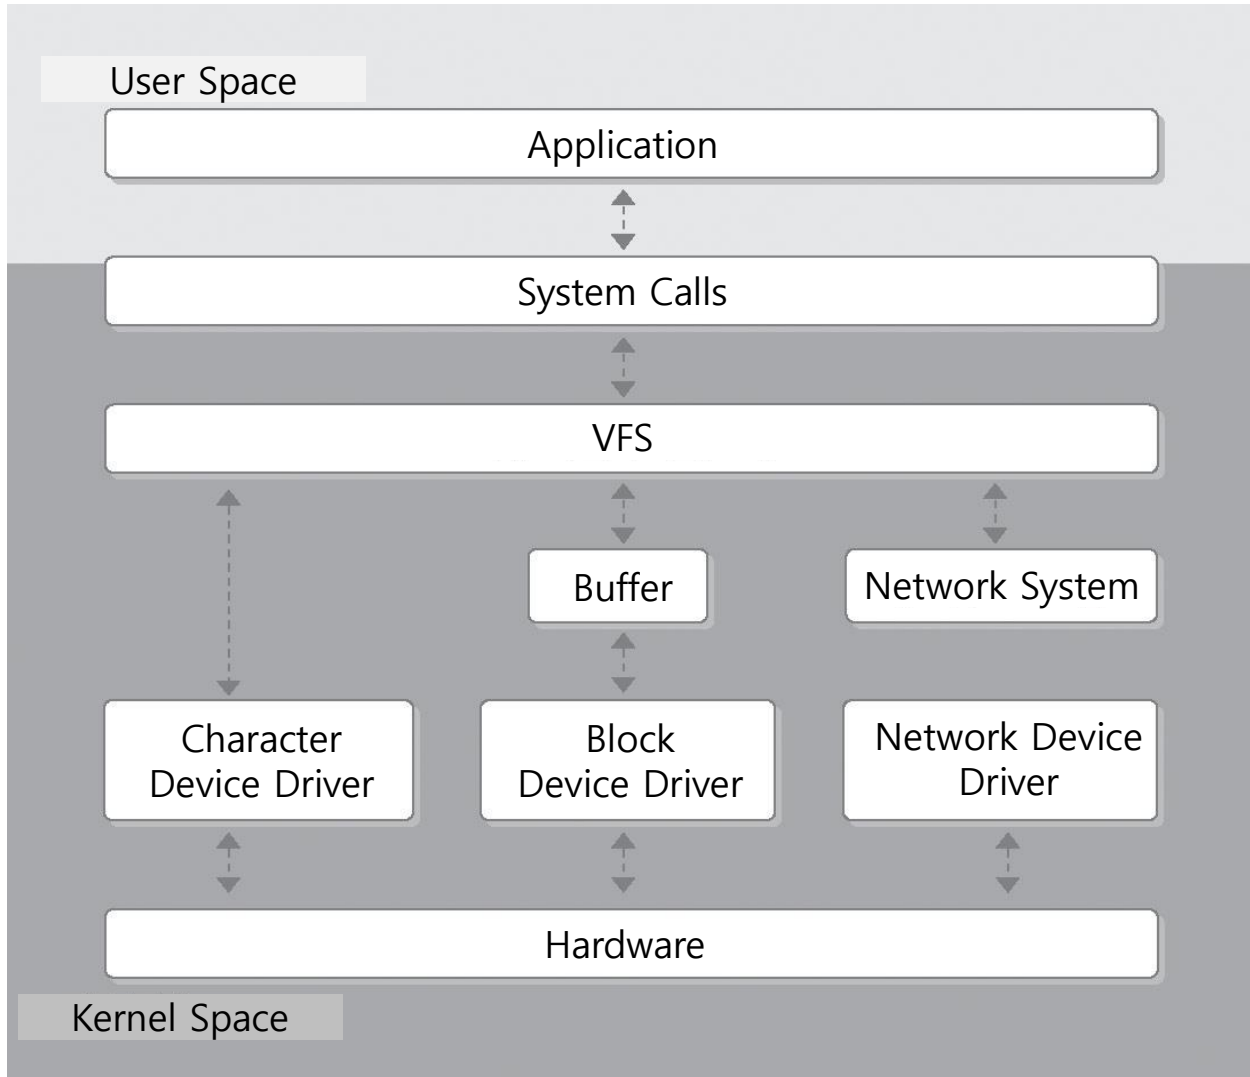 User Space
Application
System Calls
VFS
Buffer
Network System
Character
Device Driver
Block
Device Driver
Network Device
Driver
Hardware
Kernel Space